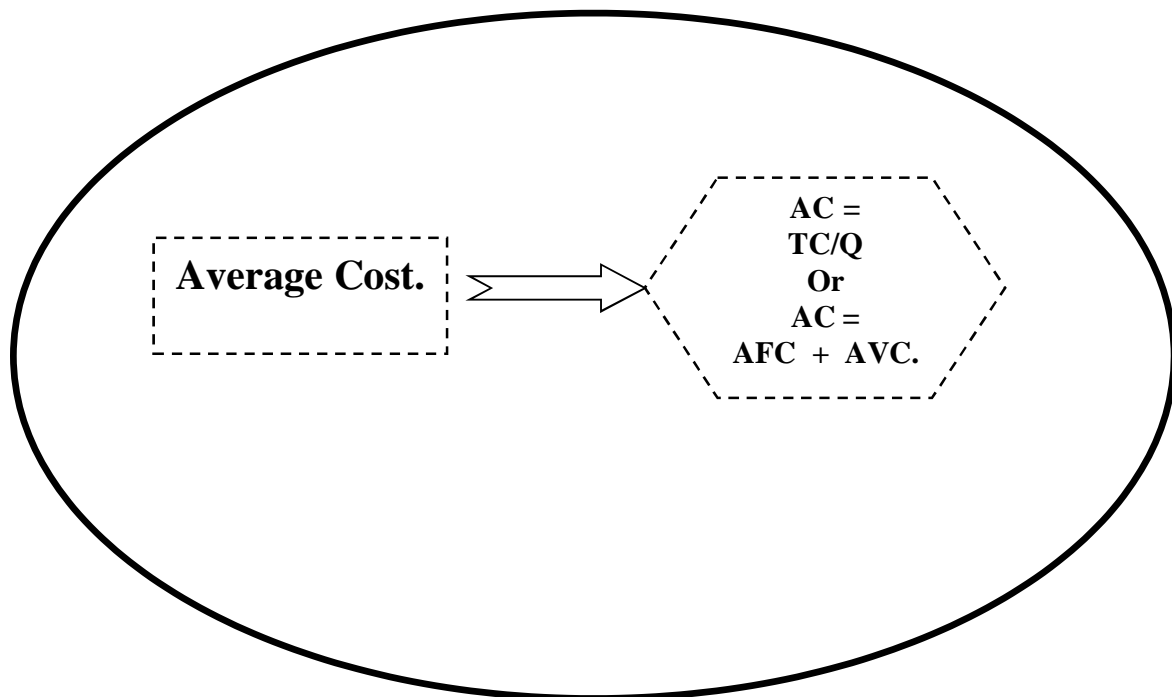 Average Cost.
AC =
TC/Q
Or
AC =
AFC + AVC.